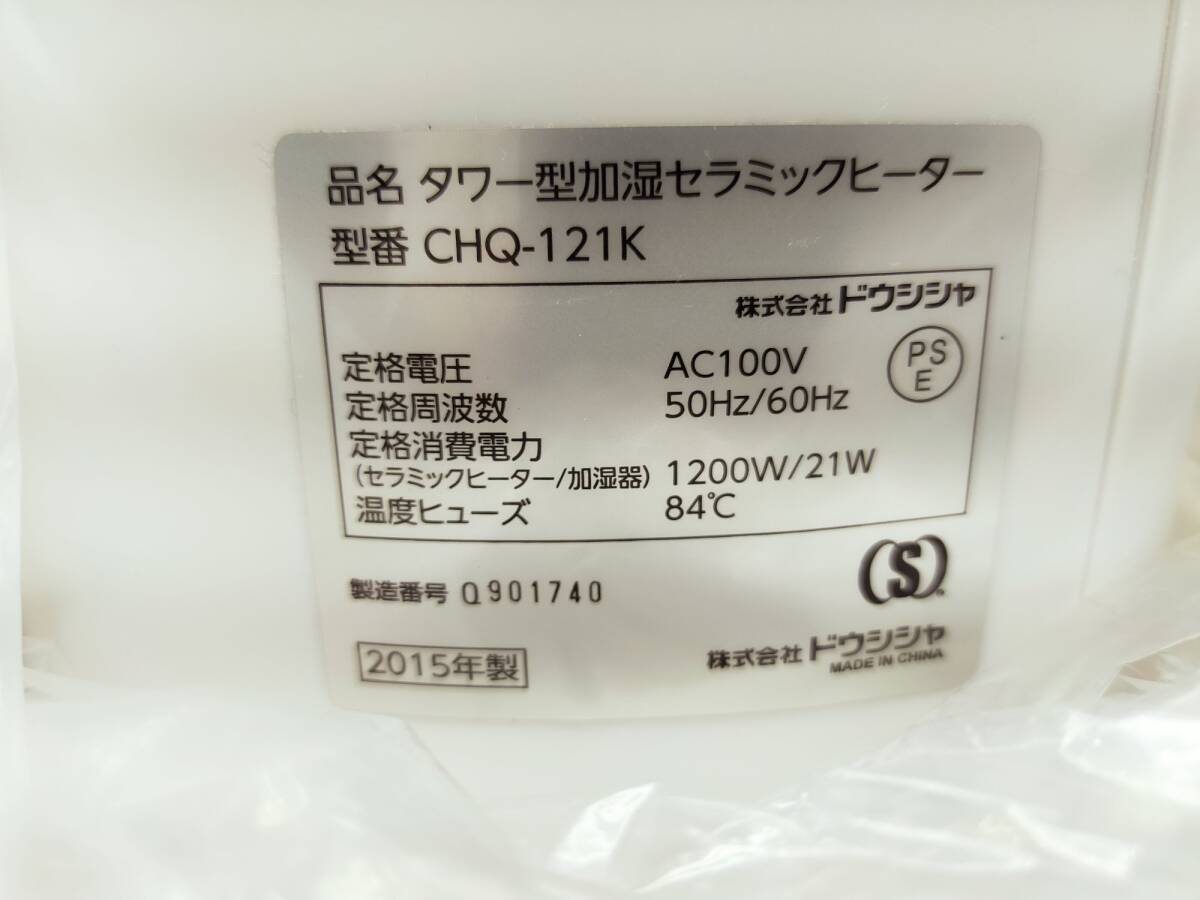 品名 タワー型加湿セラミックヒーター
型番 CHQ-121K
株式会社ドウシシャ
定格電圧 AC100V
PS
E
定格周波数 50Hz/60Hz
定格消費電力
(セラミックヒーター/加湿器) 1200W/21W
温度ヒューズ 84℃
(S)
製造番号 Q901740
2015年製
株式会社ドウシシャ
MADE IN CHINA